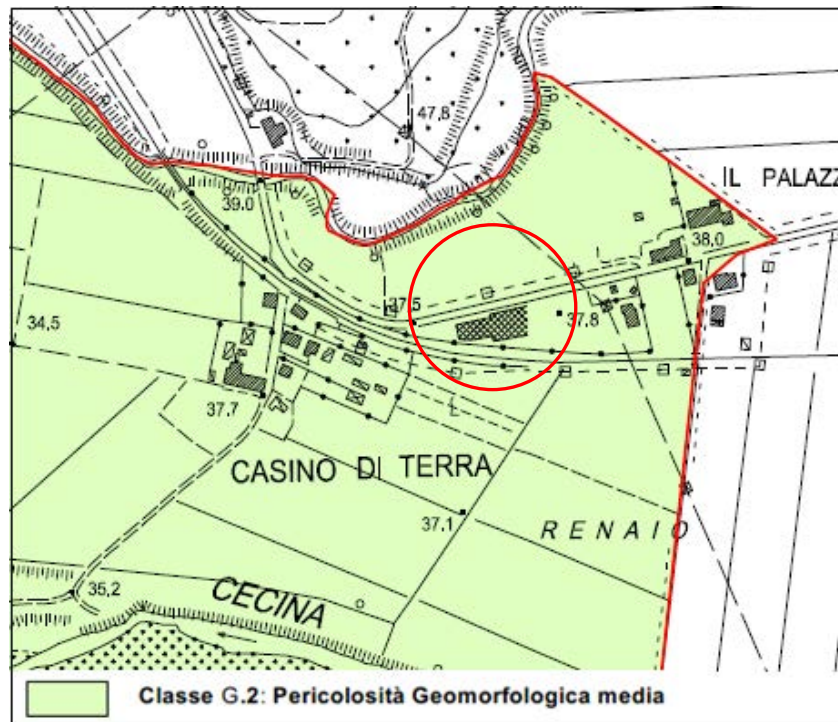 47,8
IL PALAZZ
39.0
38,0
37.5
34,5
37,8
37.7
CASINO DI TERRA
37.1
RENAIO
35,2
CECINA
Classe G.2: Pericolosità Geomorfologica media